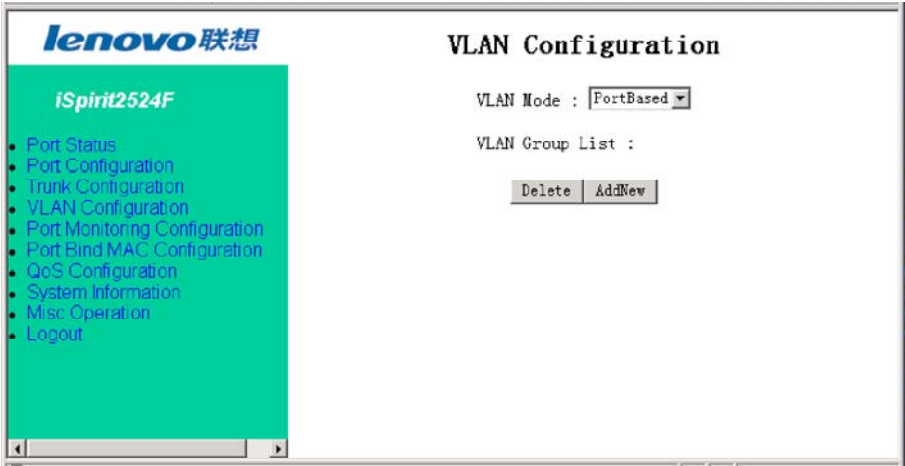 lenovo联想
iSpirit2524F
Port Status
Port Configuration
Trunk Configuration
VLAN Configuration
Port Monitoring Configuration
Port Bind MAC Configuration
QoS Configuration
System Information
Misc Operation
Logout
VLAN Configuration
VLAN Mode : PortBased
VLAN Group List :
Delete AddNew